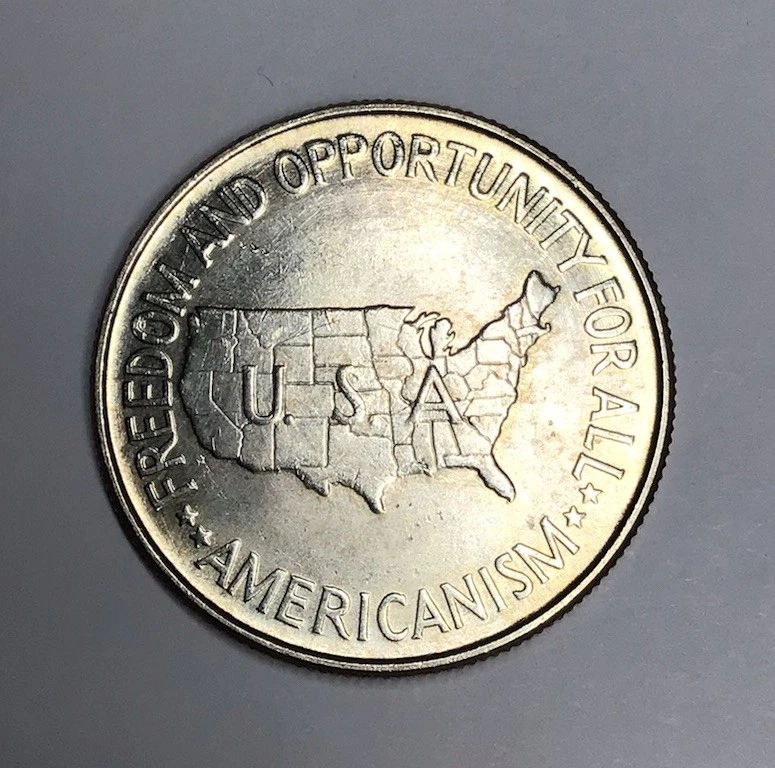 FREEDOM AND OPPORTUNITY FOR ALL
U.S.A
AMERICANISM